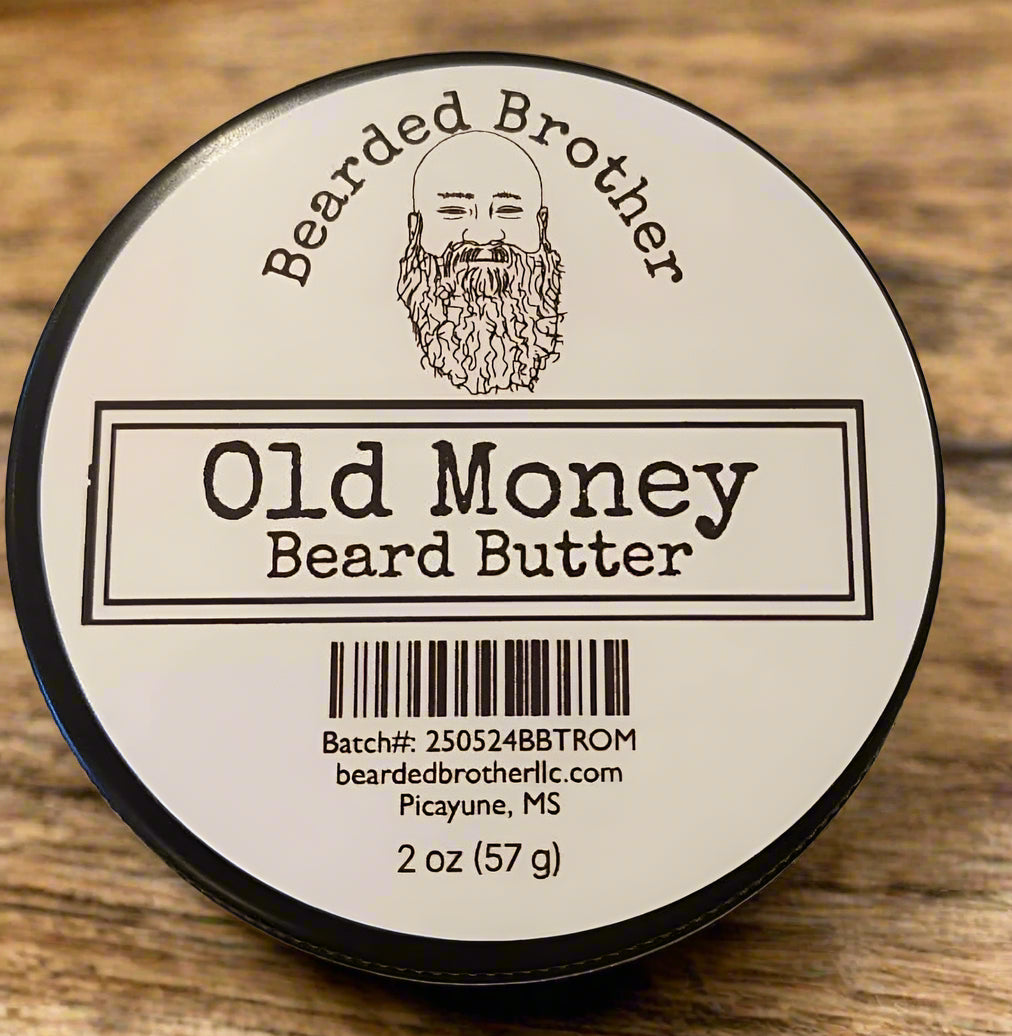 Bearded Brother
Old Money
Beard Butter
Batch#: 250524BBTROM
beardedbrotherllc.com
Picayune, MS
2 oz (57 g)